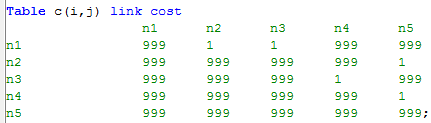 Table c(i,j) link cost
n1 n2 n3 n4 n5
n1 999 1 1 999 999
n2 999 999 999 999 1
n3 999 999 999 1 999
n4 999 999 999 999 1
n5 999 999 999 999 999;